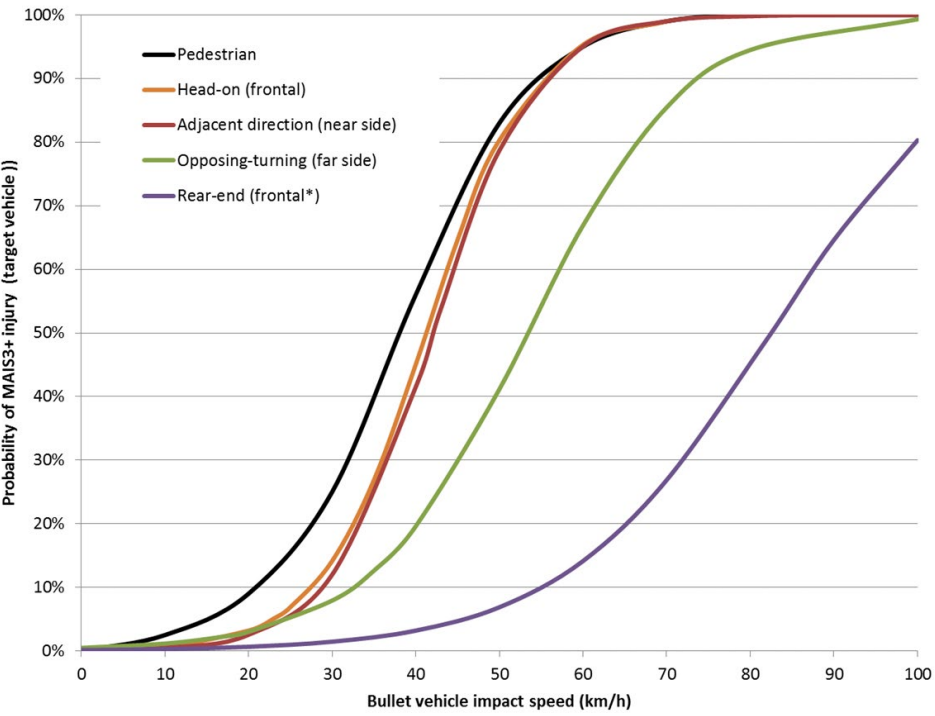 Probability of MAIS3+ injury (target vehicle ))
100%
90%
80%
70%
60%
50%
40%
30%
20%
10%
0%
Pedestrian
Head-on (frontal)
Adjacent direction (near side)
Opposing-turning (far side)
Rear-end (frontal*)
0 10 20 30 40 50 60 70 80 90 100
Bullet vehicle impact speed (km/h)